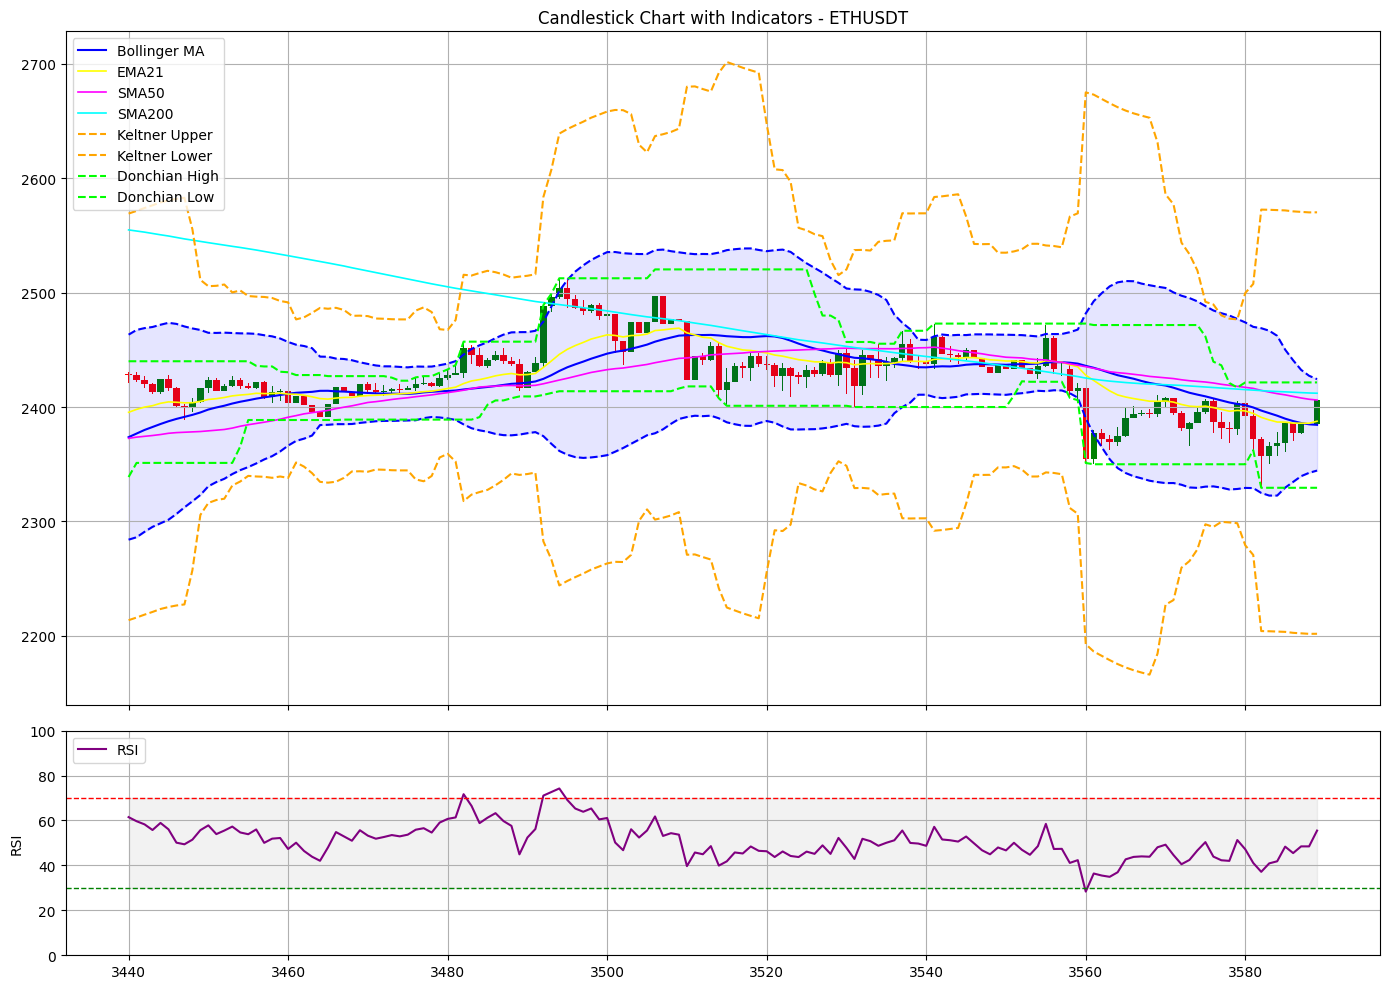 Candlestick Chart with Indicators - ETHUSDT
Bollinger MA
EMA21
SMA50
SMA200
Keltner Upper
Keltner Lower
Donchian High
Donchian Low
2700
2600
2500
2400
2300
2200
RSI
100
80
60
40
20
0
RSI
3440
3460
3480
3500
3520
3540
3560
3580